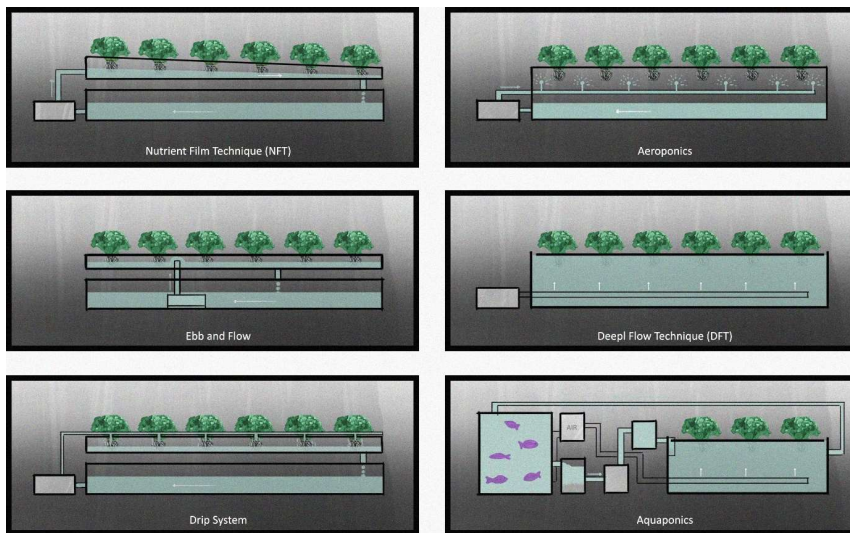 Nutrient Film Technique (NFT)
Aeroponics
Ebb and Flow
Deepl Flow Technique (DFT)
Drip System
AIR
Aquaponics